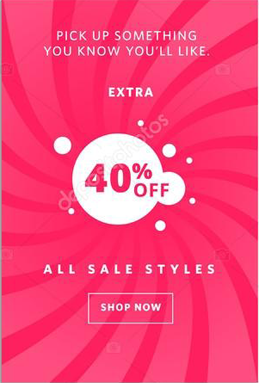 PICK UP SOMETHING
YOU KNOW YOU'LL LIKE.
EXTRA
40%
OFF
depositphotos
ALL SALE STYLES
SHOP NOW